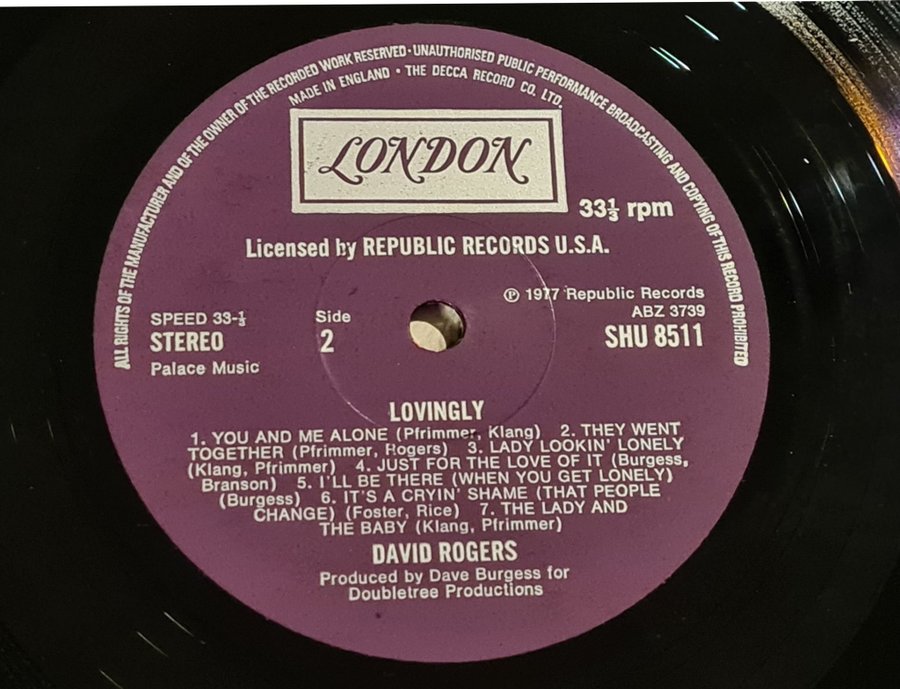 ALL RIGHTS OF THE MANUFACTURER AND OF THE OWNER OF THE RECORDED WORK RESERVED · UNAUTHORISED PUBLIC PERFORMANCE BROADCASTING AND COPYING OF THIS RECORD PROHIBITED
MADE IN ENGLAND • THE DECCA RECORD CO. LTD.
LONDON
33⅓ rpm
Licensed by REPUBLIC RECORDS U.S.A.
℗ 1977 Republic Records
ABZ 3739
SHU 8511
SPEED 33-⅓
STEREO
Palace Music
Side
2
LOVINGLY
1. YOU AND ME ALONE (Pfrimmer, Klang) 2. THEY WENT
TOGETHER (Pfrimmer, Rogers) 3. LADY LOOKIN' LONELY
(Klang, Pfrimmer) 4. JUST FOR THE LOVE OF IT (Burgess,
Branson) 5. I'LL BE THERE (WHEN YOU GET LONELY)
(Burgess) 6. IT'S A CRYIN' SHAME (THAT PEOPLE
CHANGE) (Foster, Rice) 7. THE LADY AND
THE BABY (Klang, Pfrimmer)
DAVID ROGERS
Produced by Dave Burgess for
Doubletree Productions